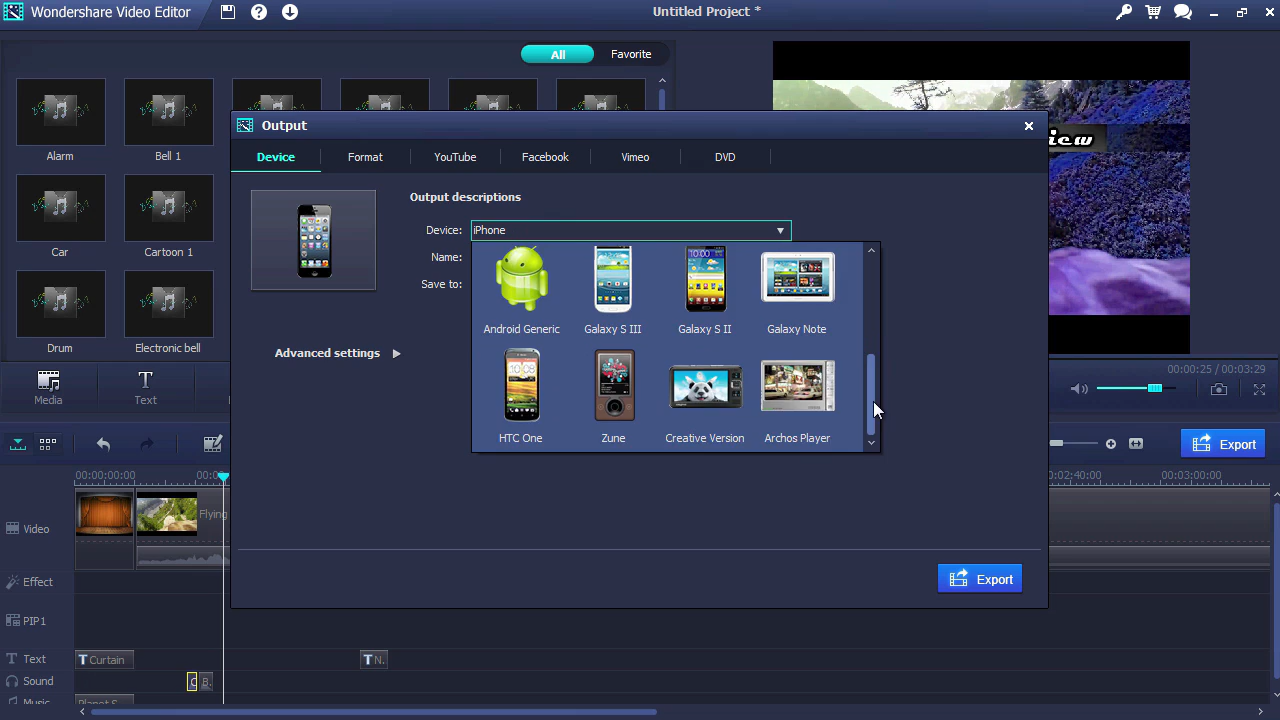 Wondershare Video Editor
Untitled Project *
All
Favorite
Alarm
Bell 1
Car
Cartoon 1
Drum
Electronic bell
Output
Device
Format
YouTube
Facebook
Vimeo
DVD
Output descriptions
Device: iPhone
Name:
Save to:
Advanced settings
Android Generic
Galaxy S III
Galaxy S II
Galaxy Note
HTC One
Zune
Creative Version
Archos Player
Export
00:00:25 / 00:03:29
Media
Text
Export
00:00:00:00
00:02:40:00
00:03:00:00
Video
Flying
Effect
PIP1
Text
Curtain
N.
Sound
C
B.
Music
Planet S